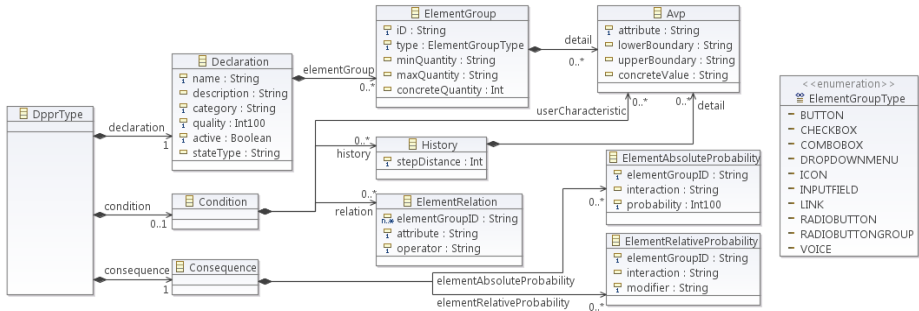 DpprType
declaration
1
condition
0..1
consequence
1
Declaration
name : String
description : String
category : String
quality : Int100
active : Boolean
stateType : String
elementGroup
0..*
Condition
Consequence
ElementGroup
iD : String
type : ElementGroupType
minQuantity : String
maxQuantity : String
concreteQuantity : Int
detail
0..*
Avp
attribute : String
lowerBoundary : String
upperBoundary : String
concreteValue : String
userCharacteristic
0..*
0..*
detail
0..*
history
History
stepDistance : Int
0..*
relation
ElementRelation
n..* elementGroupID : String
attribute : String
operator : String
ElementAbsoluteProbability
elementGroupID : String
interaction : String
probability : Int100
0..*
elementAbsoluteProbability
ElementRelativeProbability
elementGroupID : String
interaction : String
modifier : String
elementRelativeProbability
0..*
<<enumeration>>
ElementGroupType
BUTTON
CHECKBOX
COMBOBOX
DROPDOWNMENU
ICON
INPUTFIELD
LINK
RADIOBUTTON
RADIOBUTTONGROUP
VOICE